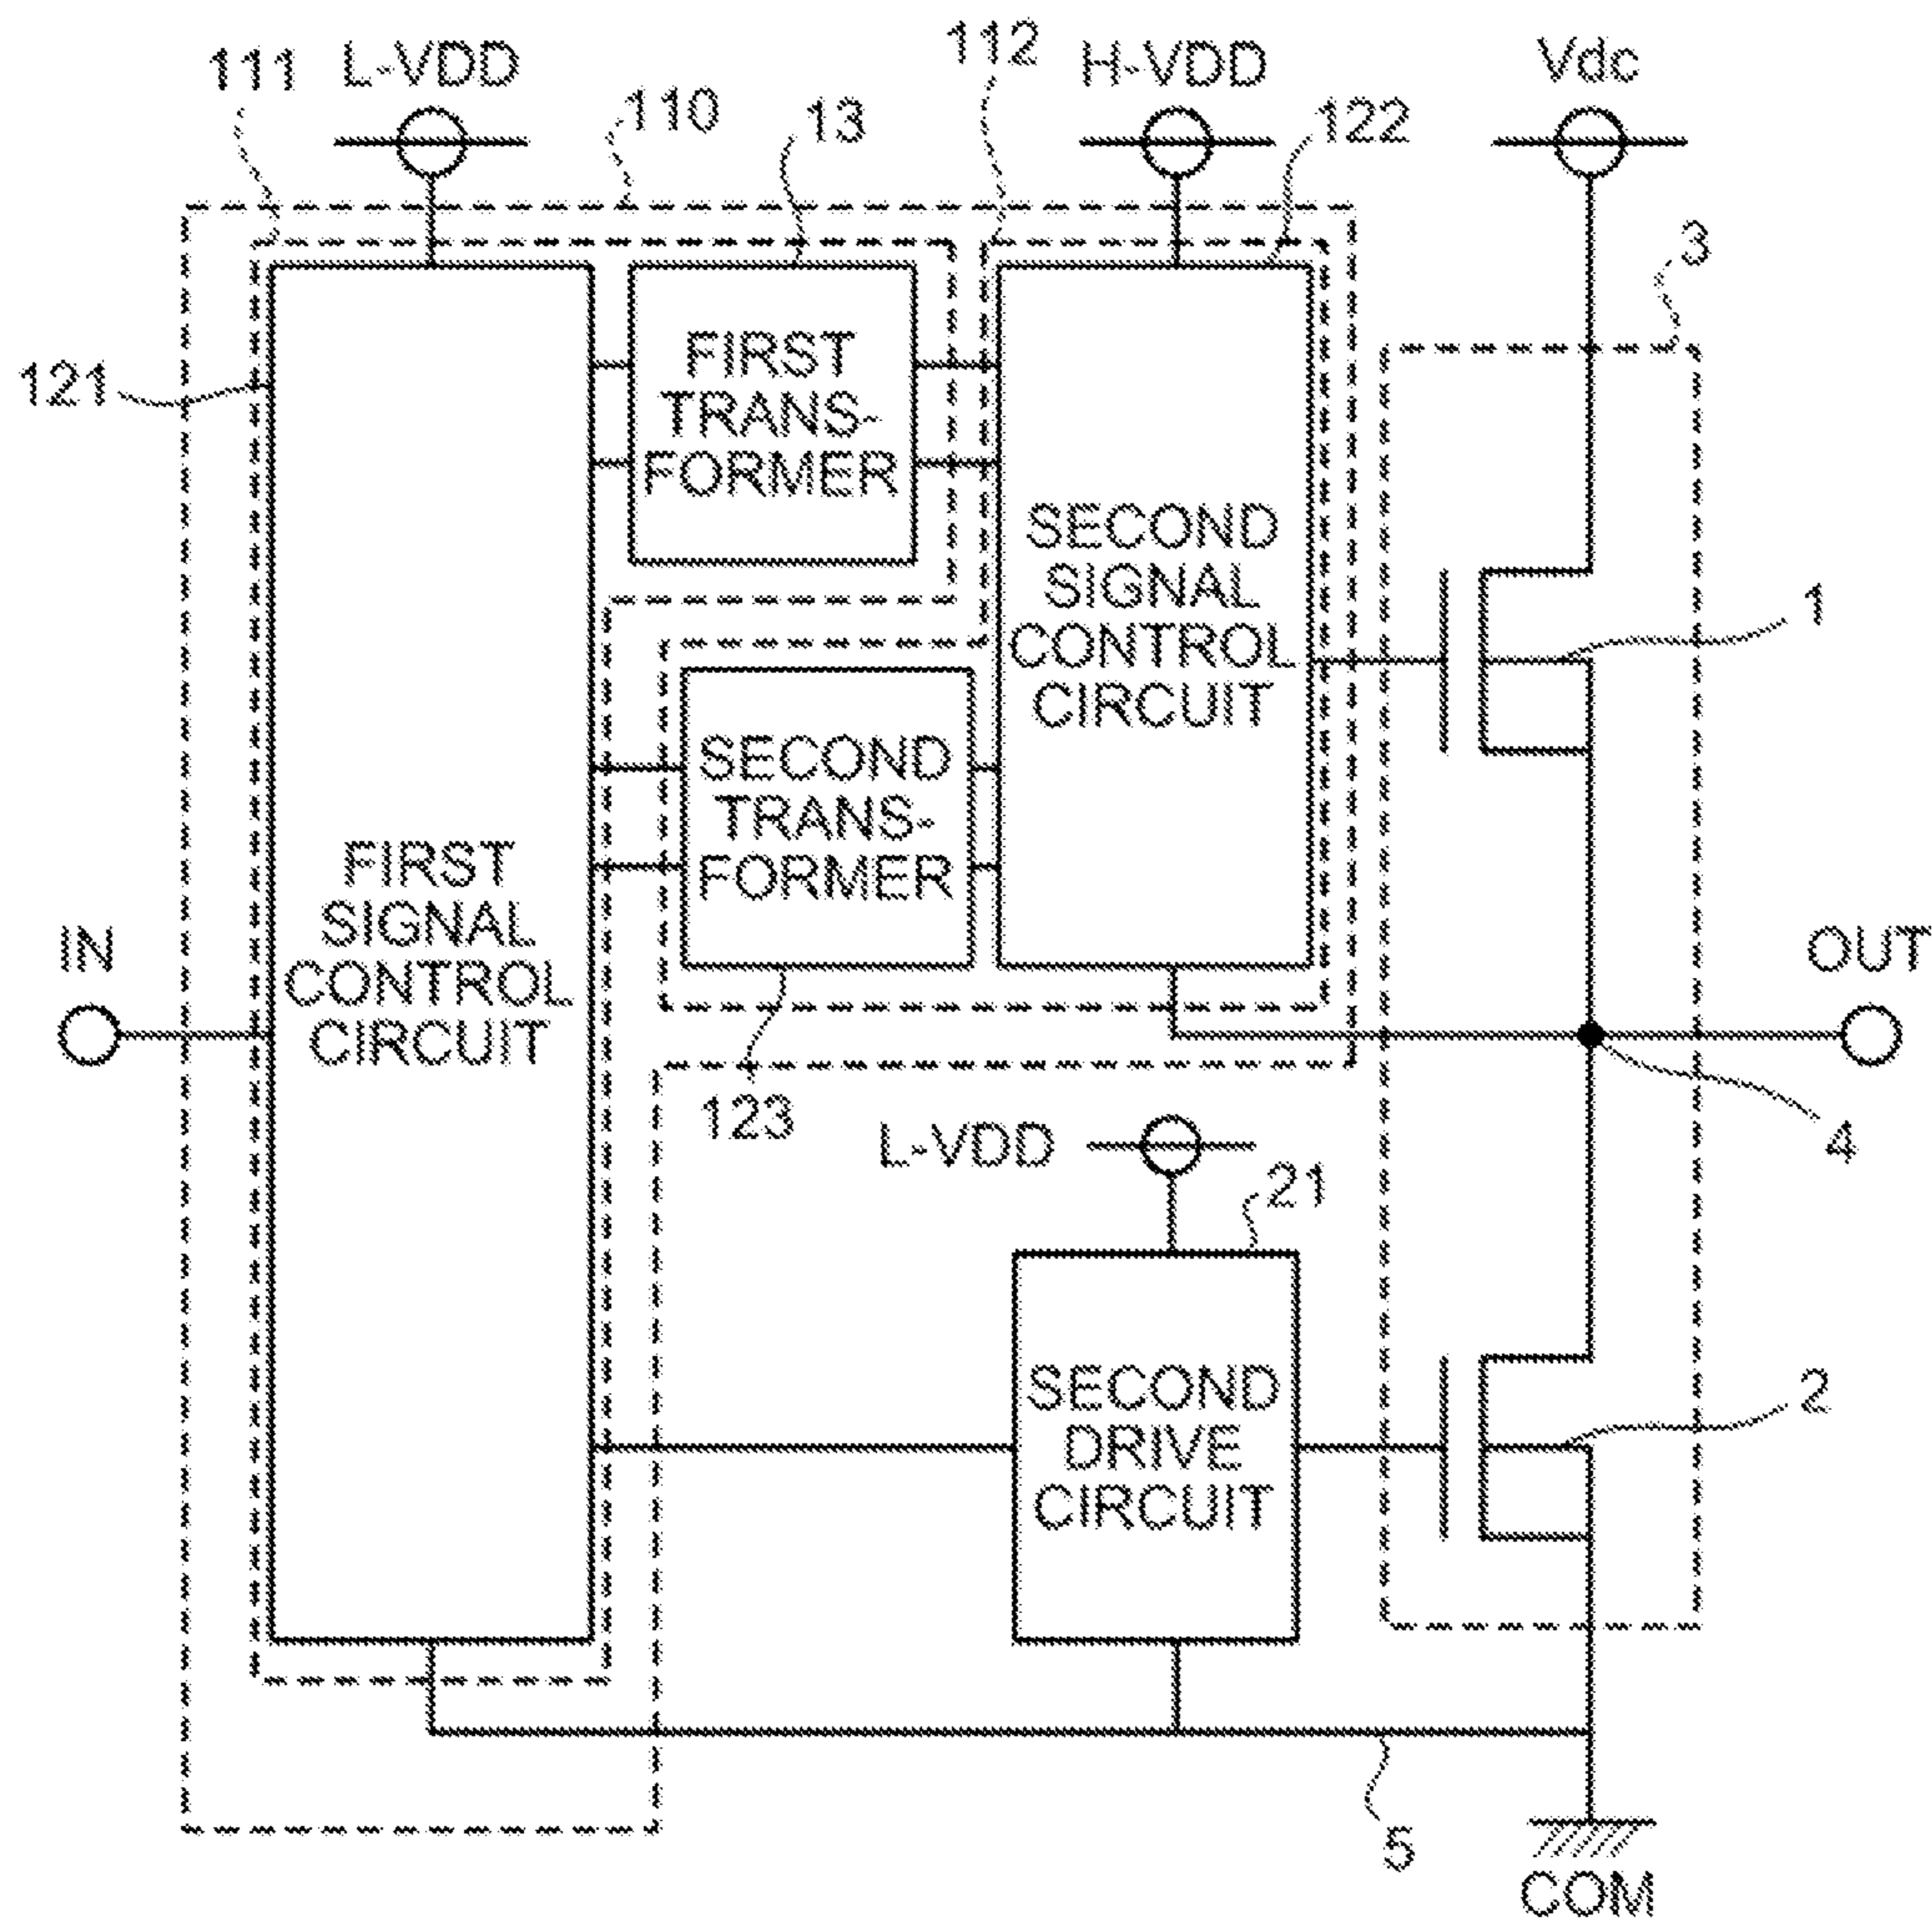 111
L-VDD
110
13
112
H-VDD
122
Vdc
3
121
FIRST
TRANS-
FORMER
SECOND
SIGNAL
CONTROL
CIRCUIT
1
SECOND
TRANS-
FORMER
FIRST
SIGNAL
CONTROL
CIRCUIT
IN
OUT
123
L-VDD
4
21
SECOND
DRIVE
CIRCUIT
2
5
COM